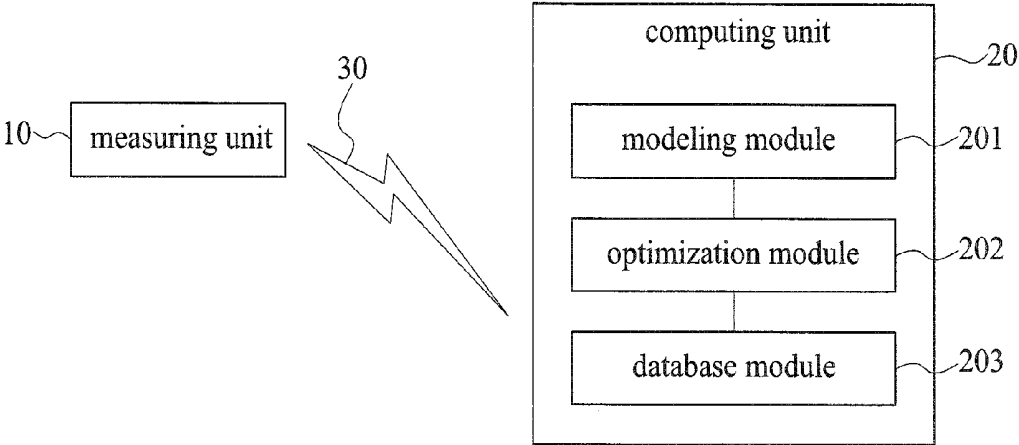 computing unit
20
30
10
measuring unit
modeling module
201
optimization module
202
database module
203